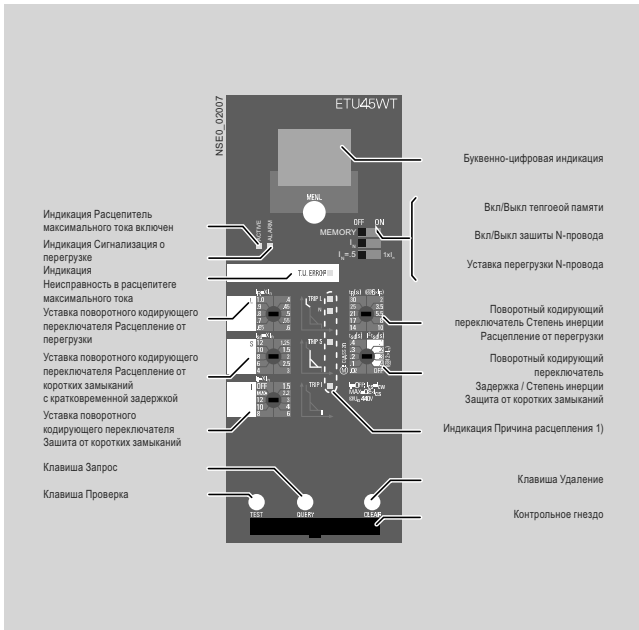 NSE0_02007
ETU45WT
MENU
OFF ON
MEMORY
ACTIVE
ALARM
T.U. ERROR
TRIP L
TRIP S
TRIP I
TEST
QUERY
CLEAR
Индикация Расцепитель
максимального тока включен
Индикация Сигнализация о
перегрузке
Индикация
Неисправность в расцепителе
максимального тока
Уставка поворотного кодирующего
переключателя Расцепление от
перегрузки
Уставка поворотного кодирующего
переключателя Расцепление от
коротких замыканий
с кратковременной задержкой
Уставка поворотного
кодирующего переключателя
Зашита от коротких замыканий
Клавиша Запрос
Клавиша Проверка
Буквенно-цифровая индикация
Вкл/Выкл тепгоеой памяти
Вкл/Выкл зашиты N-провода
Уставка перегрузки N-провода
Поворотный кодирующий
переключатель Степень инерции
Расцепление от перегрузки
Поворотный кодирующий
переключатель
Задержка / Степень инерции
Защита от коротких замыканий
Индикация Причина расцепления 1)
Клавиша Удаление
Контрольное гнездо